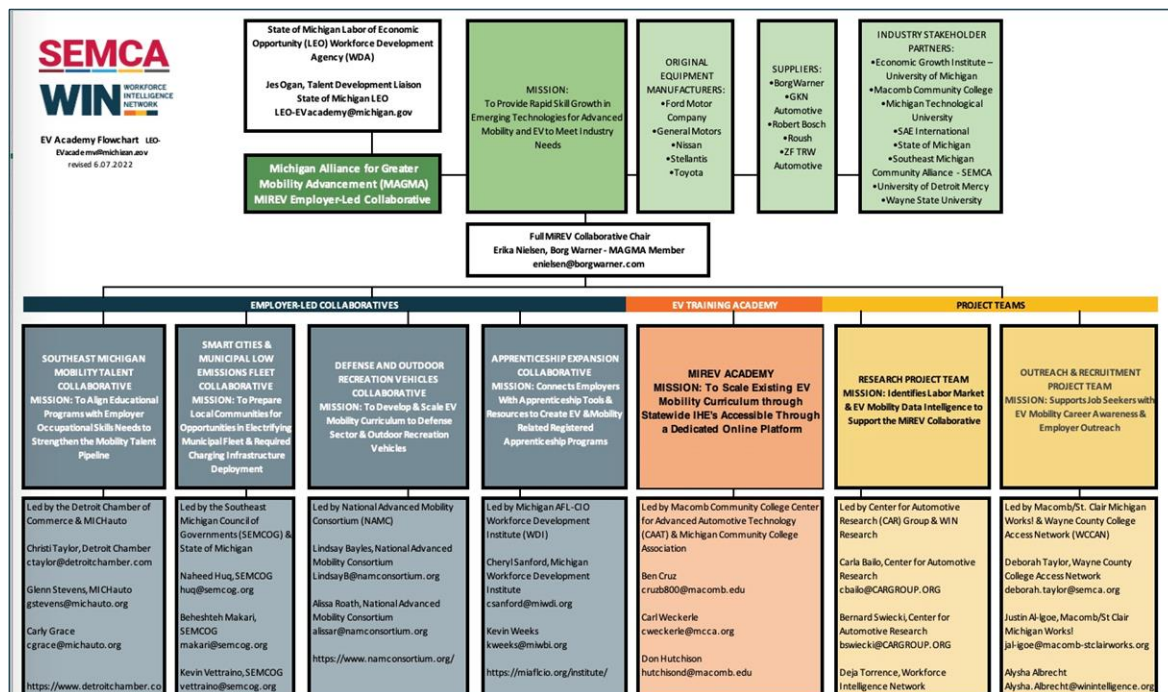 SEMCA
WIN WORKFORCE
INTELLIGENCE
NETWORK
EV Academy Flowchart LEO-
EVacademy@michigan.gov
revised 6.07.2022
State of Michigan Labor of Economic
Opportunity (LEO) Workforce Development
Agency (WDA)
Jes Ogan, Talent Development Liaison
State of Michigan LEO
LEO-EVacademy@michigan.gov
Michigan Alliance for Greater
Mobility Advancement (MAGMA)
MIREV Employer-Led Collaborative
MISSION:
To Provide Rapid Skill Growth in
Emerging Technologies for Advanced
Mobility and EV to Meet Industry
Needs
ORIGINAL
EQUIPMENT
MANUFACTURERS:
•Ford Motor
Company
•General Motors
•Nissan
•Stellantis
•Toyota
SUPPLIERS:
•BorgWarner
•GKN
Automotive
•Robert Bosch
•Roush
•ZF TRW
Automotive
INDUSTRY STAKEHOLDER
PARTNERS:
•Economic Growth Institute –
University of Michigan
•Macomb Community College
•Michigan Technological
University
•SAE International
•State of Michigan
•Southeast Michigan
Community Alliance - SEMCA
•University of Detroit Mercy
•Wayne State University
Full MiREV Collaborative Chair
Erika Nielsen, Borg Warner - MAGMA Member
enielsen@borgwarner.com
EMPLOYER-LED COLLABORATIVES
EV TRAINING ACADEMY
PROJECT TEAMS
SOUTHEAST MICHIGAN
MOBILITY TALENT
COLLABORATIVE
MISSION: To Align Educational
Programs with Employer
Occupational Skills Needs to
Strengthen the Mobility Talent
Pipeline
SMART CITIES &
MUNICIPAL LOW
EMISSIONS FLEET
COLLABORATIVE
MISSION: To Prepare
Local Communities for
Opportunities in Electrifying
Municipal Fleet & Required
Charging Infrastructure
Deployment
DEFENSE AND OUTDOOR
RECREATION VEHICLES
COLLABORATIVE
MISSION: To Develop & Scale EV
Mobility Curriculum to Defense
Sector & Outdoor Recreation
Vehicles
APPRENTICESHIP EXPANSION
COLLABORATIVE
MISSION: Connects Employers
With Apprenticeship Tools &
Resources to Create EV & Mobility
Related Registered
Apprenticeship Programs
MIREV ACADEMY
MISSION: To Scale Existing EV
Mobility Curriculum through
Statewide IHE's Accessible Through
a Dedicated Online Platform
RESEARCH PROJECT TEAM
MISSION: Identifies Labor Market
& EV Mobility Data Intelligence to
Support the MiREV Collaborative
OUTREACH & RECRUITMENT
PROJECT TEAM
MISSION: Supports Job Seekers with
EV Mobility Career Awareness &
Employer Outreach
Led by the Detroit Chamber of
Commerce & MICHauto
Christi Taylor, Detroit Chamber
ctaylor@detroitchamber.com
Glenn Stevens, MICHauto
gstevens@michauto.org
Carly Grace
cgrace@michauto.org
https://www.detroitchamber.co
Led by the Southeast
Michigan Council of
Governments (SEMCOG) &
State of Michigan
Naheed Huq, SEMCOG
huq@semcog.org
Beheshteh Makari,
SEMCOG
makari@semcog.org
Kevin Vettraino, SEMCOG
vettraino@semcog.org
Led by National Advanced Mobility
Consortium (NAMC)
Lindsay Bayles, National Advanced
Mobility Consortium
LindsayB@namconsortium.org
Alissa Roath, National Advanced
Mobility Consortium
alissar@namconsortium.org
https://www.namconsortium.org/
Led by Michigan AFL-CIO
Workforce Development
Institute (WDI)
Cheryl Sanford, Michigan
Workforce Development
Institute
csanford@miwdi.org
Kevin Weeks
kweeks@miwbi.org
https://miaflcio.org/institute/
Led by Macomb Community College Center
for Advanced Automotive Technology
(CAAT) & Michigan Community College
Association
Ben Cruz
cruzb800@macomb.edu
Carl Weckerle
cweckerle@mcca.org
Don Hutchison
hutchisond@macomb.edu
Led by Center for Automotive
Research (CAR) Group & WIN
Research
Carla Bailo, Center for Automotive
Research
cbailo@CARGROUP.ORG
Bernard Swiecki, Center for
Automotive Research
bswiecki@CARGROUP.ORG
Deja Torrence, Workforce
Intelligence Network
Led by Macomb/St. Clair Michigan
Works! & Wayne County College
Access Network (WCCAN)
Deborah Taylor, Wayne County
College Access Network
deborah.taylor@semca.org
Justin Al-Igoe, Macomb/St Clair
Michigan Works!
jal-igoe@macomb-stclairworks.org
Alysha Albrecht
Alysha.Albrecht@winintelligence.org